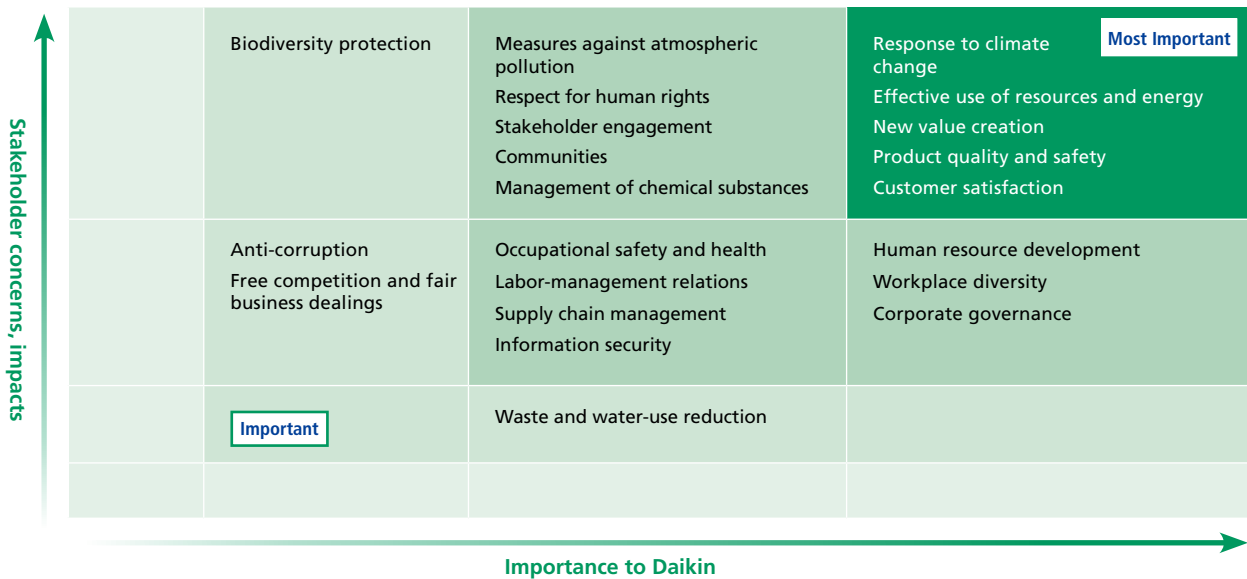 Stakeholder concerns, impacts
Biodiversity protection
Measures against atmospheric
pollution
Respect for human rights
Stakeholder engagement
Communities
Management of chemical substances
Most Important
Response to climate
change
Effective use of resources and energy
New value creation
Product quality and safety
Customer satisfaction
Anti-corruption
Free competition and fair
business dealings
Occupational safety and health
Labor-management relations
Supply chain management
Information security
Human resource development
Workplace diversity
Corporate governance
Important
Waste and water-use reduction
Importance to Daikin